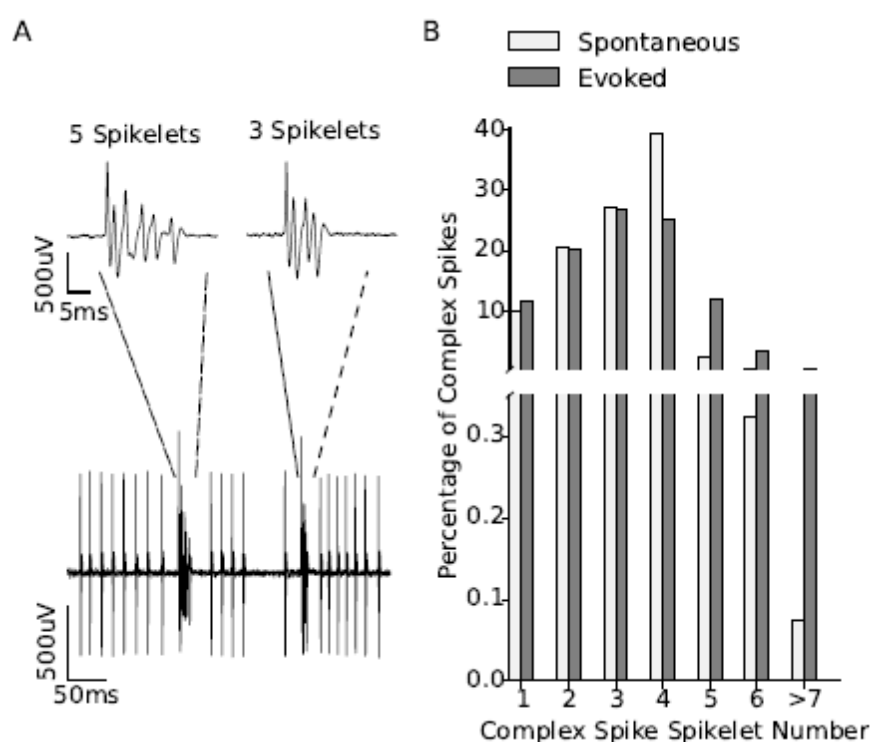 A
5 Spikelets
3 Spikelets
500uV
5ms
500uV
50ms
B
Spontaneous
Evoked
Percentage of Complex Spikes
40
30
20
10
0.3
0.2
0.1
0.0
1 2 3 4 5 6 >7
Complex Spike Spikelet Number